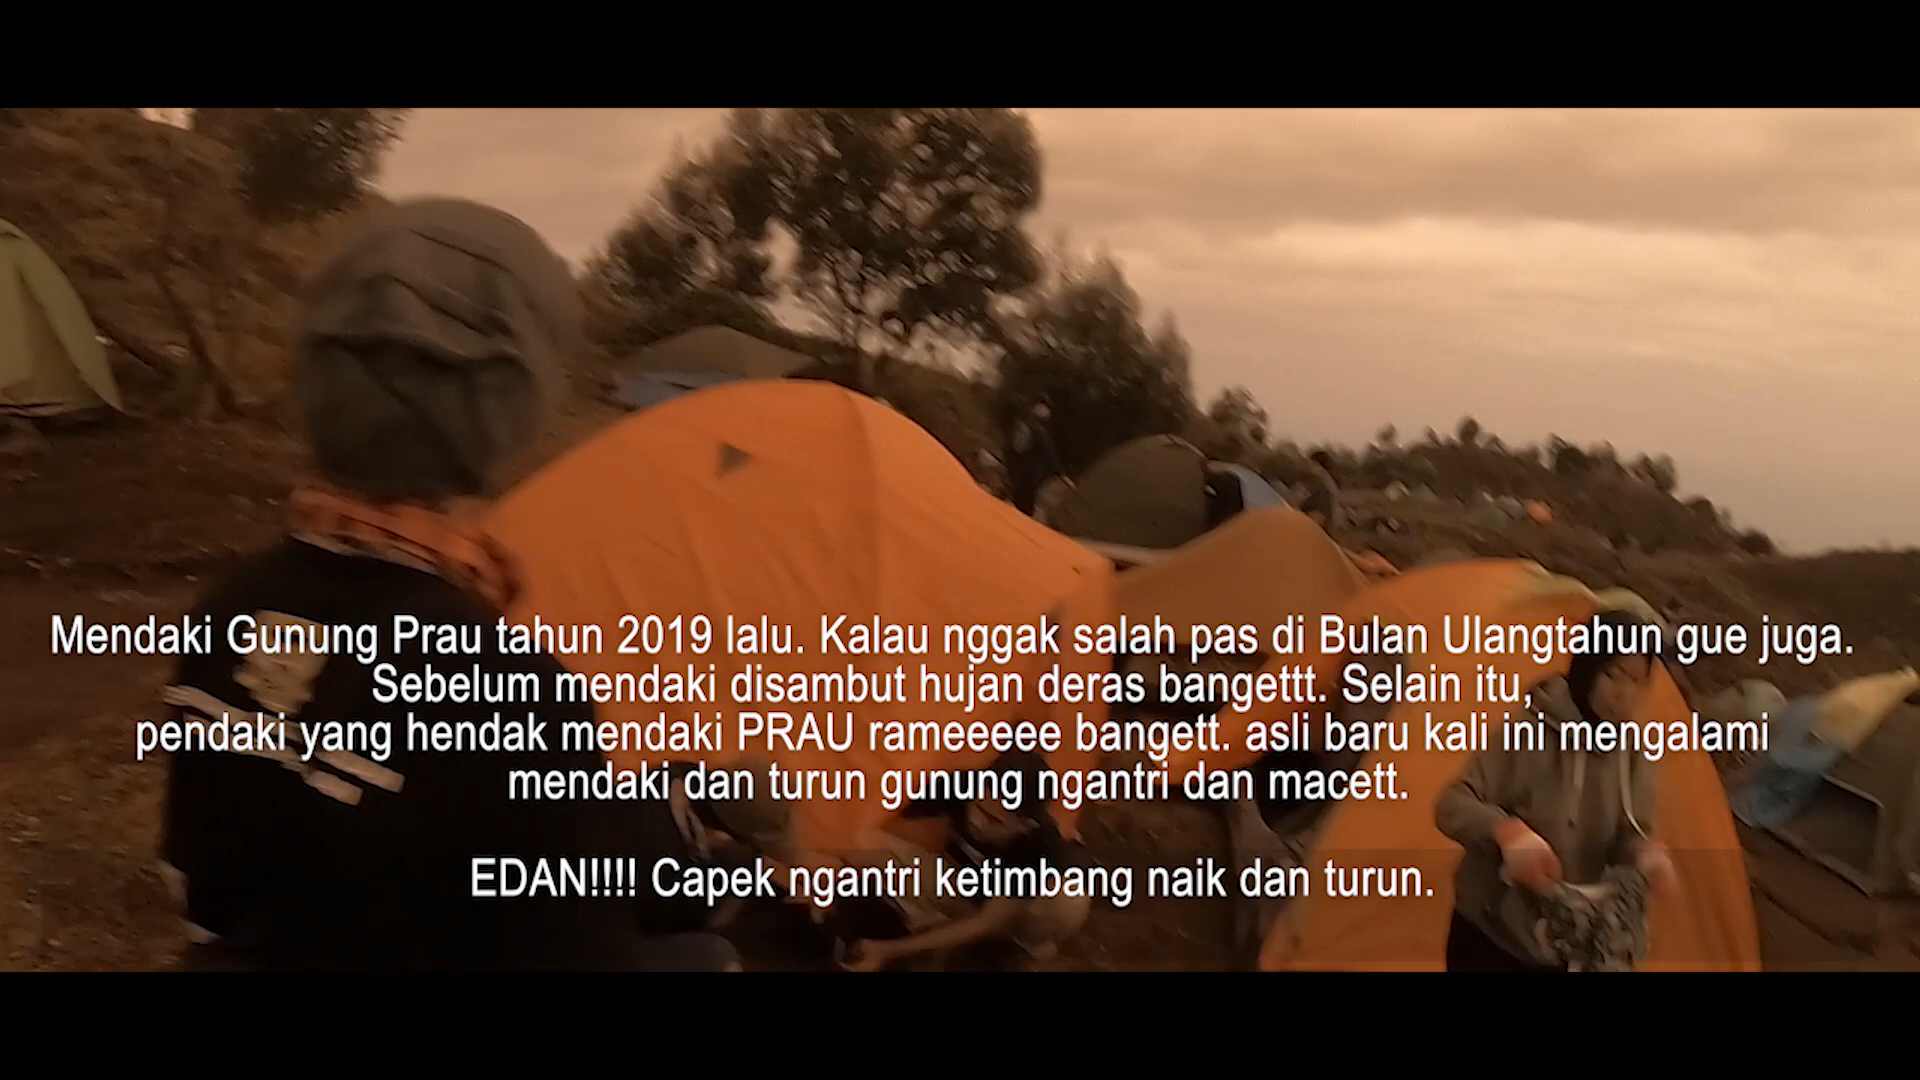 Mendaki Gunung Prau tahun 2019 lalu. Kalau nggak salah pas di Bulan Ulangtahun gue juga.
Sebelum mendaki disambut hujan deras bangettt. Selain itu,
pendaki yang hendak mendaki PRAU rameeeee bangett. asli baru kali ini mengalami
mendaki dan turun gunung ngantri dan macett.
EDAN!!!! Capek ngantri ketimbang naik dan turun.